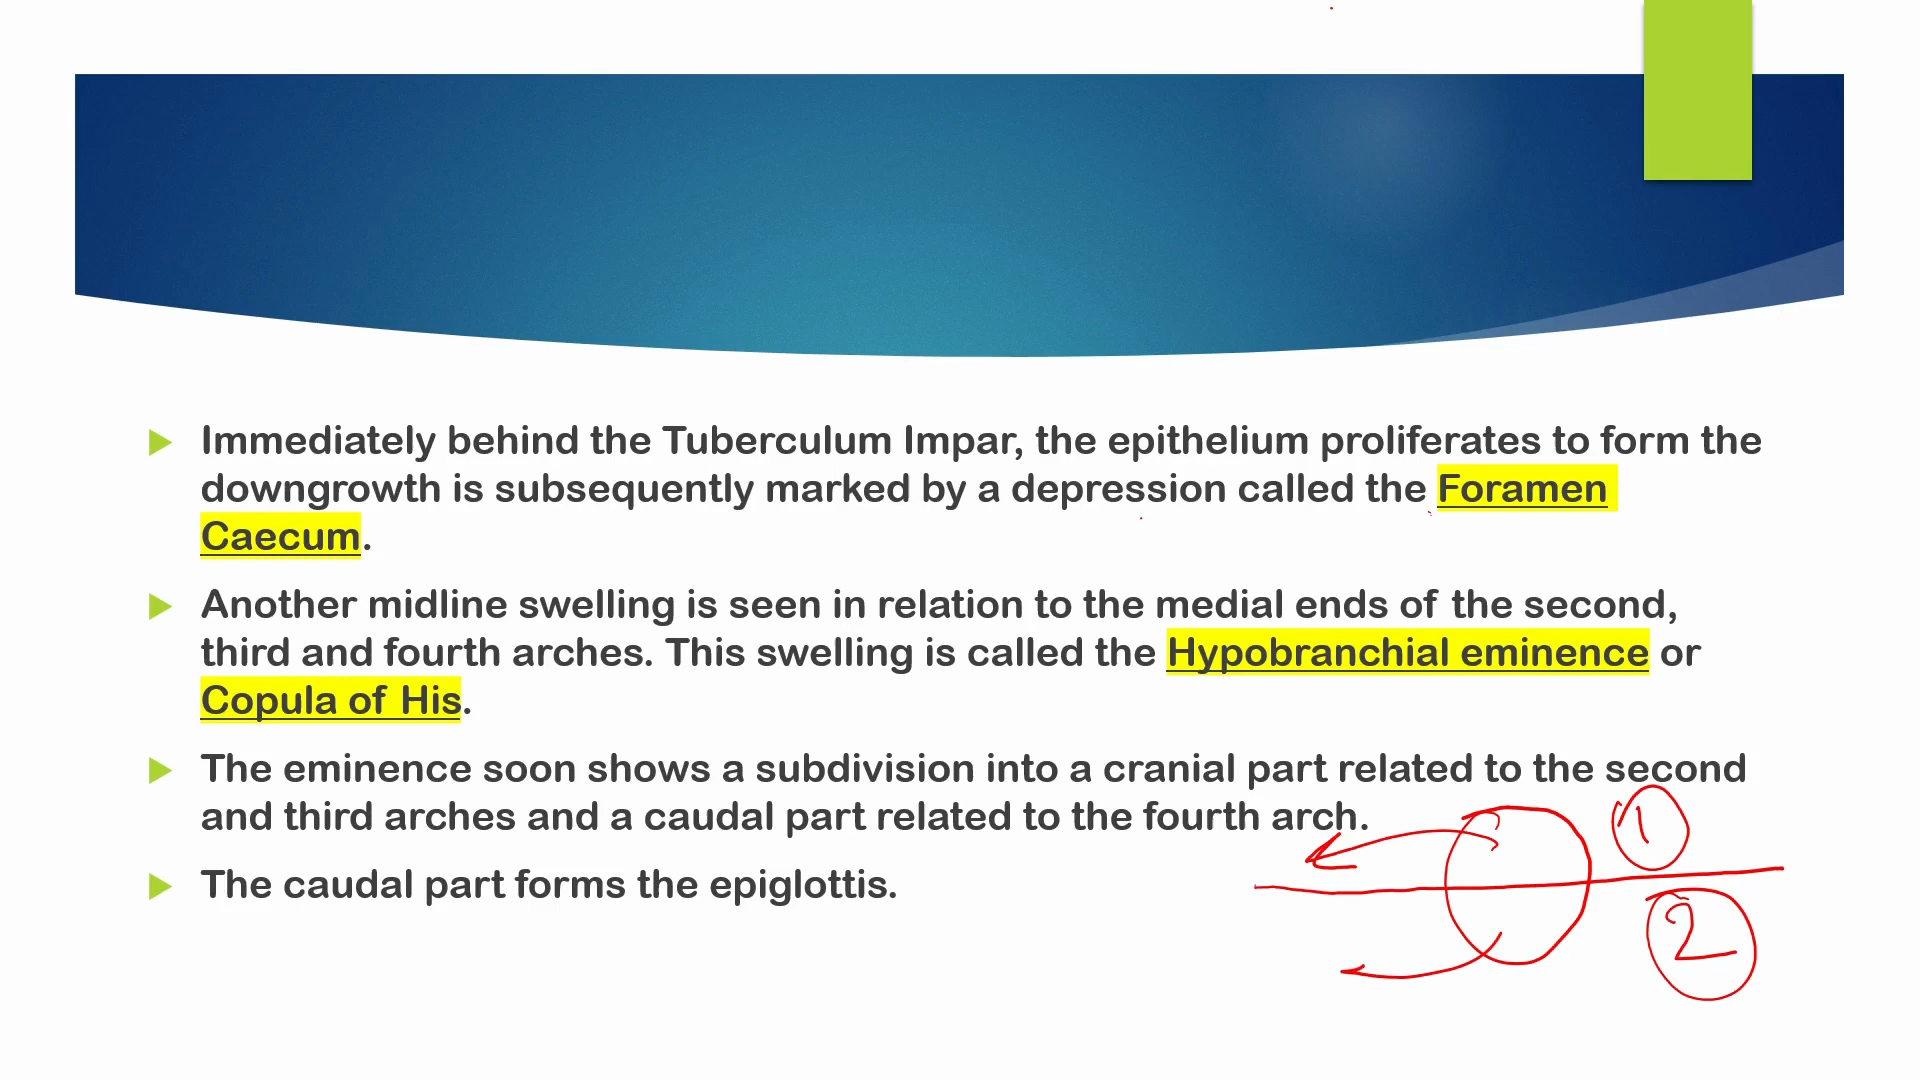 Immediately behind the Tuberculum Impar, the epithelium proliferates to form the
downgrowth is subsequently marked by a depression called the Foramen
Caecum.
Another midline swelling is seen in relation to the medial ends of the second,
third and fourth arches. This swelling is called the Hypobranchial eminence or
Copula of His.
The eminence soon shows a subdivision into a cranial part related to the second
and third arches and a caudal part related to the fourth arch.
The caudal part forms the epiglottis.
1
2